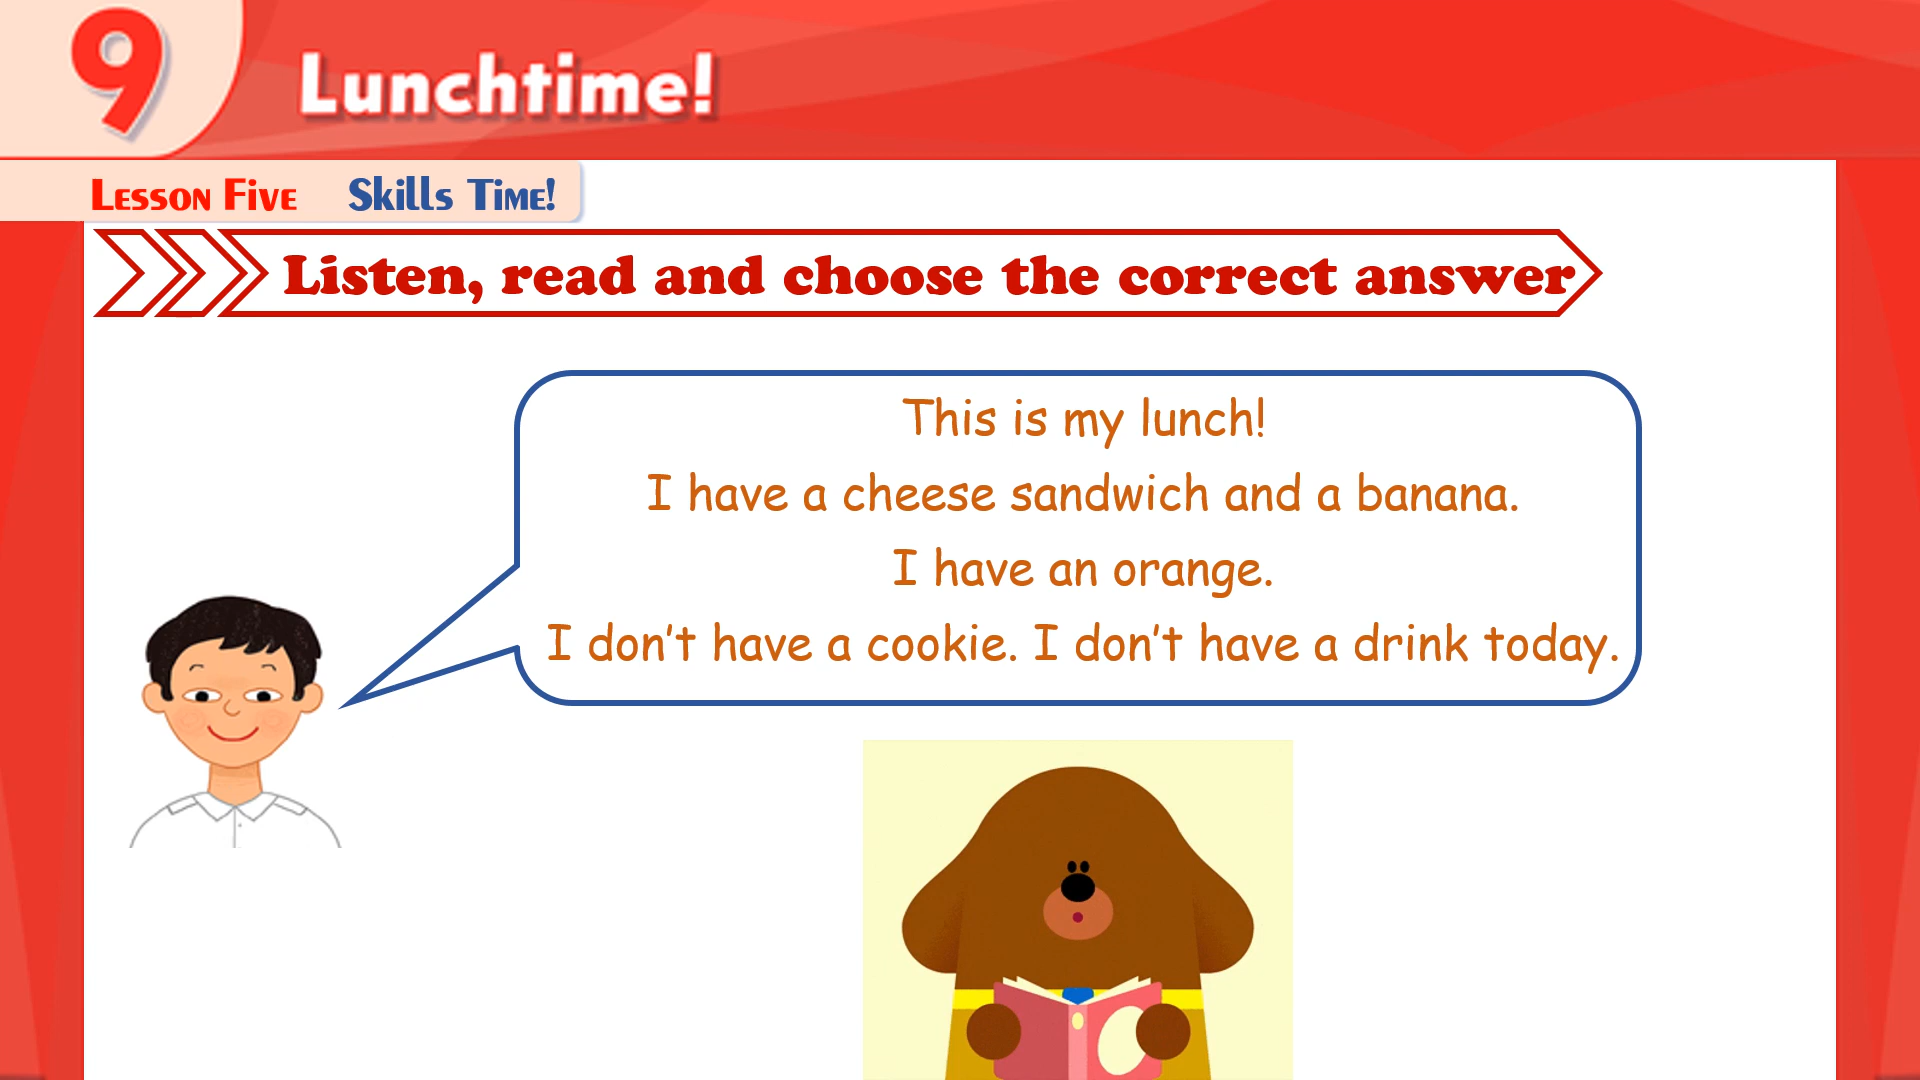 9 Lunchtime!
Lesson Five Skills Time!
Listen, read and choose the correct answer
This is my lunch!
I have a cheese sandwich and a banana.
I have an orange.
I don't have a cookie. I don't have a drink today.